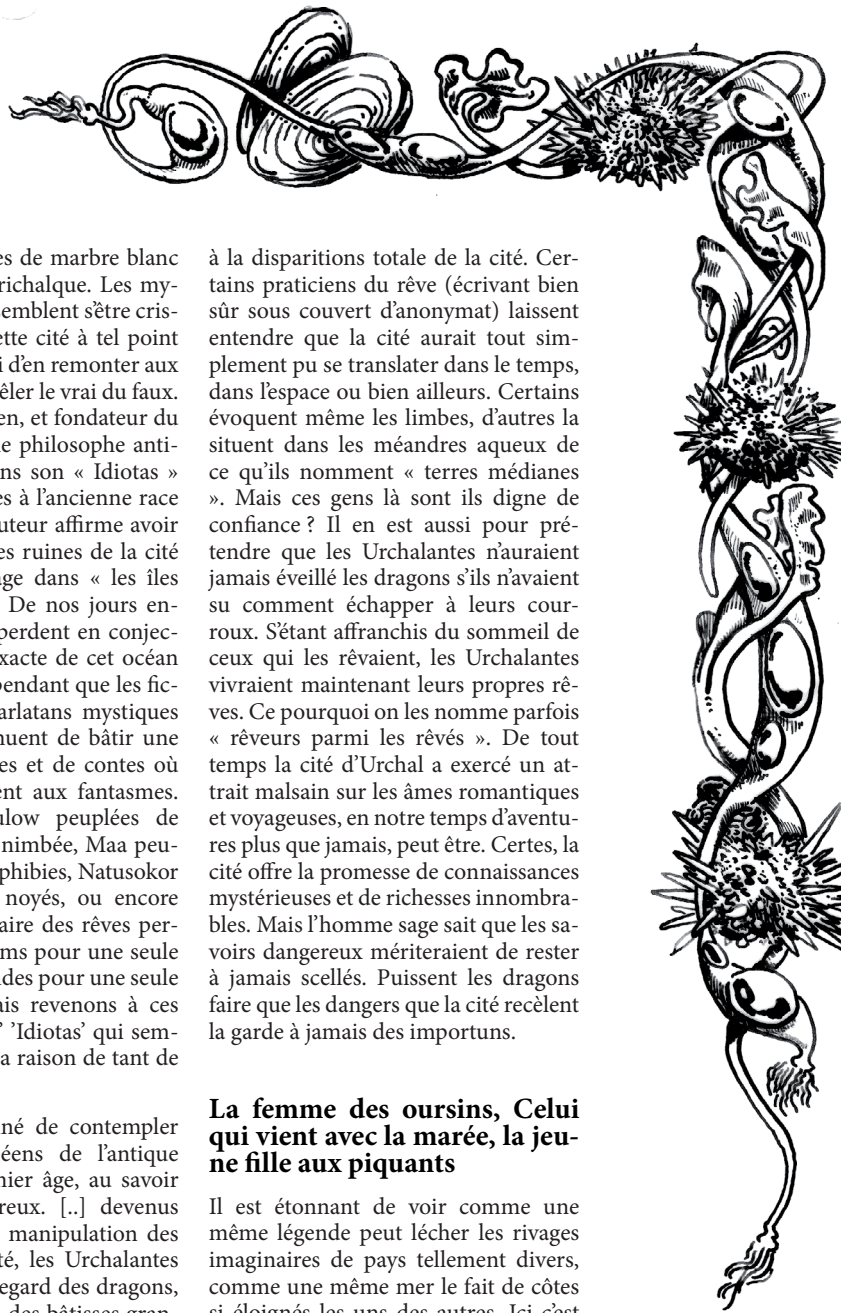 es de marbre blanc
richalque. Les my-
semblent s'être cris-
ette cité à tel point
i d'en remonter aux
êler le vrai du faux.
en, et fondateur du
e philosophe anti-
ns son « Idiotas »
es à l'ancienne race
uteur affirme avoir
es ruines de la cité
age dans « les îles
. De nos jours en-
perdent en conjec-
xacte de cet océan
pendant que les fic-
arlatans mystiques
nuent de bâtir une
es et de contes où
ent aux fantasmes.
ulow peuplées de
nimbée, Maa peu-
phibies, Natusokor
noyés, ou encore
aire des rêves per-
ms pour une seule
des pour une seule
ais revenons à ces
' 'Idiotas' qui sem-
a raison de tant de
né de contempler
éens de l'antique
nier âge, au savoir
reux. [..] devenus
manipulation des
té, les Urchalantes
egard des dragons,
des bâtisses gran-
à la disparitions totale de la cité. Cer-
tains praticiens du rêve (écrivant bien
sûr sous couvert d'anonymat) laissent
entendre que la cité aurait tout sim-
plement pu se translater dans le temps,
dans l'espace ou bien ailleurs. Certains
évoquent même les limbes, d'autres la
situent dans les méandres aqueux de
ce qu'ils nomment « terres médianes
». Mais ces gens là sont ils digne de
confiance ? Il en est aussi pour pré-
tendre que les Urchalantes n'auraient
jamais éveillé les dragons s'ils n'avaient
su comment échapper à leurs cour-
roux. S'étant affranchis du sommeil de
ceux qui les rêvaient, les Urchalantes
vivraient maintenant leurs propres rê-
ves. Ce pourquoi on les nomme parfois
« rêveurs parmi les rêvés ». De tout
temps la cité d'Urchal a exercé un at-
trait malsain sur les âmes romantiques
et voyageuses, en notre temps d'aventu-
res plus que jamais, peut être. Certes, la
cité offre la promesse de connaissances
mystérieuses et de richesses innombra-
bles. Mais l'homme sage sait que les sa-
voirs dangereux mériteraient de rester
à jamais scellés. Puissent les dragons
faire que les dangers que la cité recèlent
la garde à jamais des importuns.
La femme des oursins, Celui
qui vient avec la marée, la jeu-
ne fille aux piquants
Il est étonnant de voir comme une
même légende peut lécher les rivages
imaginaires de pays tellement divers,
comme une même mer le fait de côtes
si éloignés les uns des autres. Ici c'est